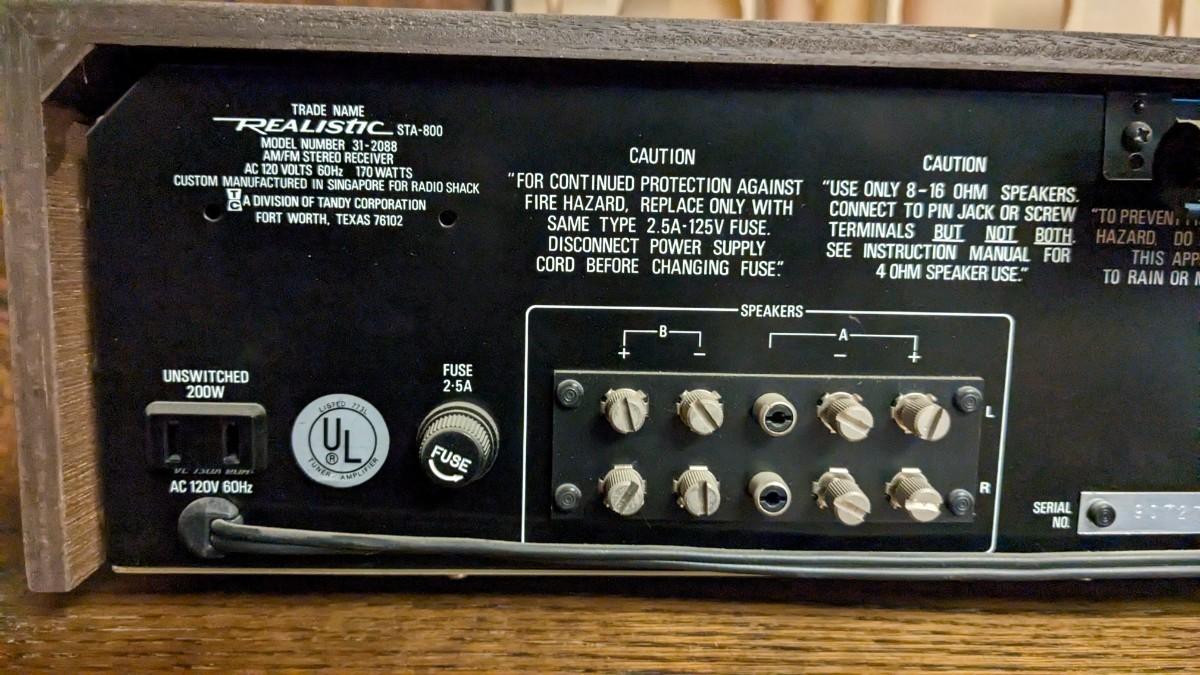 TRADE NAME
REALISTIC STA-800
MODEL NUMBER 31-2088
AM/FM STEREO RECEIVER
AC 120 VOLTS 60Hz 170 WATTS
CUSTOM MANUFACTURED IN SINGAPORE FOR RADIO SHACK
TC A DIVISION OF TANDY CORPORATION
FORT WORTH, TEXAS 76102
CAUTION
"FOR CONTINUED PROTECTION AGAINST
FIRE HAZARD, REPLACE ONLY WITH
SAME TYPE 2.5A-125V FUSE.
DISCONNECT POWER SUPPLY
CORD BEFORE CHANGING FUSE."
CAUTION
"USE ONLY 8-16 OHM SPEAKERS.
CONNECT TO PIN JACK OR SCREW
TERMINALS BUT NOT BOTH.
SEE INSTRUCTION MANUAL FOR
4 OHM SPEAKER USE."
"TO PREVENT
HAZARD, DO
THIS APP
TO RAIN OR M
UNSWITCHED
200W
AC 120V 60Hz
LISTED 773L
UL
®
TUNER AMPLIFIER
FUSE
2·5A
FUSE
SPEAKERS
B
+ −
A
− +
L
R
SERIAL
NO.